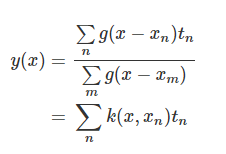 y(x) = \frac{\sum_n g(x - x_n)t_n}{\sum_m g(x - x_m)}
= \sum_n k(x, x_n)t_n